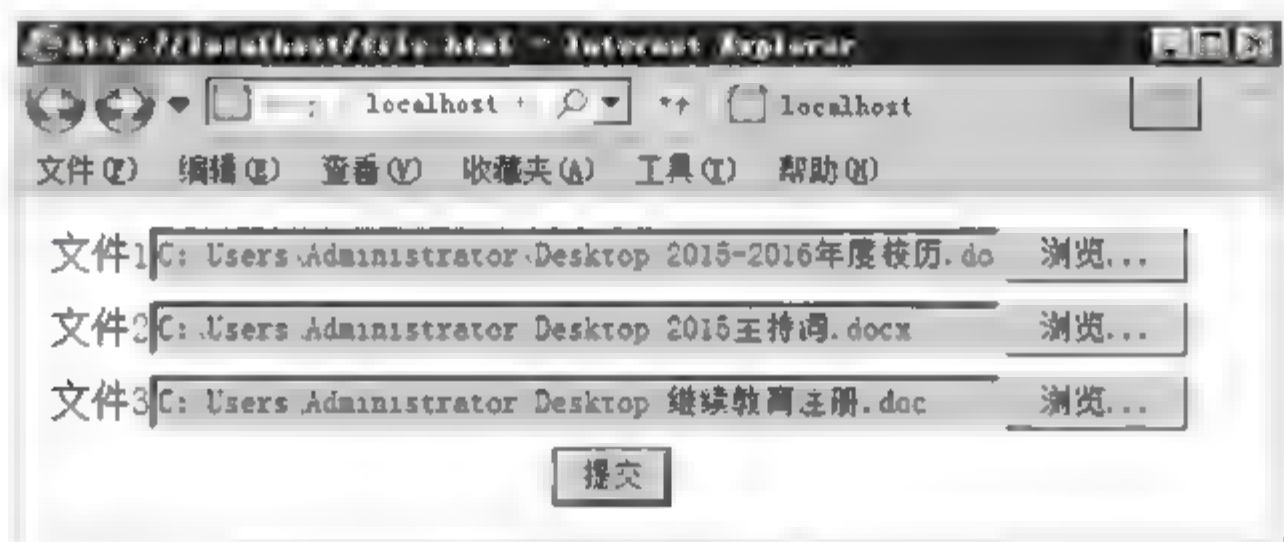 Internet Explorer
localhost localhost
文件(F) 编辑(E) 查看(V) 收藏夹(A) 工具(T) 帮助(H)
文件1 C: Users Administrator Desktop 2015-2016年度校历.do 浏览...
文件2 C: Users Administrator Desktop 2015主持词.docx 浏览...
文件3 C: Users Administrator Desktop 继续教育注册.doc 浏览...
提交